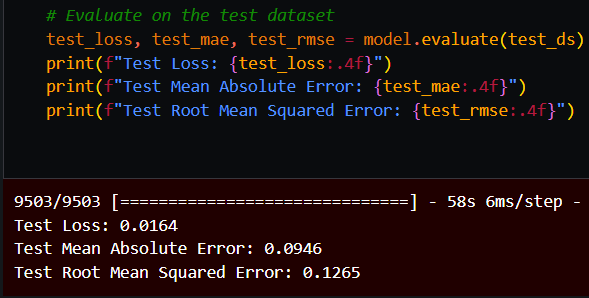 # Evaluate on the test dataset
test_loss, test_mae, test_rmse = model.evaluate(test_ds)
print(f"Test Loss: {test_loss:.4f}")
print(f"Test Mean Absolute Error: {test_mae:.4f}")
print(f"Test Root Mean Squared Error: {test_rmse:.4f}")
9503/9503 [==============================] - 58s 6ms/step -
Test Loss: 0.0164
Test Mean Absolute Error: 0.0946
Test Root Mean Squared Error: 0.1265